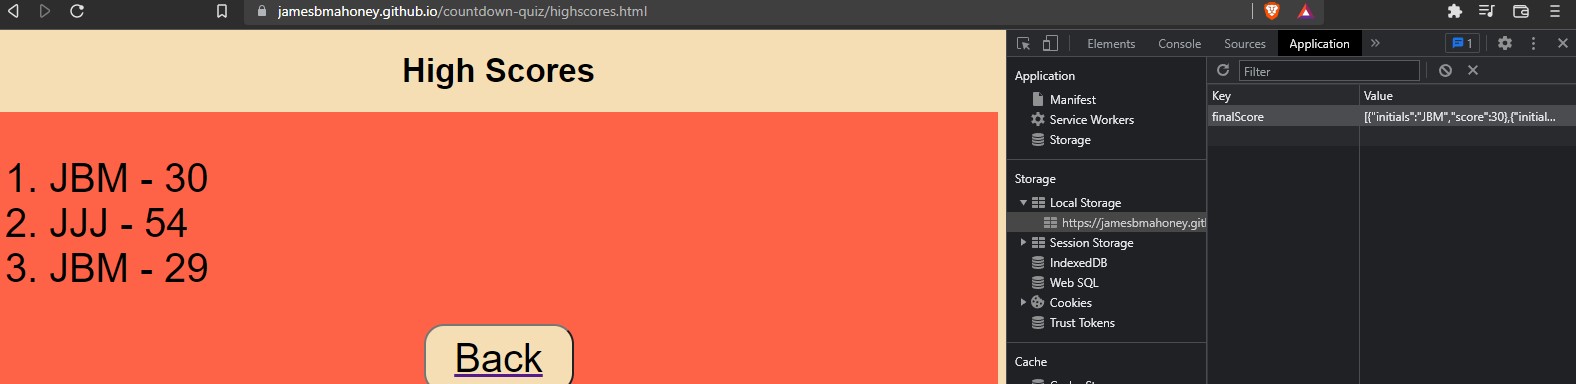 jamesbmahoney.github.io/countdown-quiz/highscores.html
High Scores
1. JBM - 30
2. JJJ - 54
3. JBM - 29
Back
Elements Console Sources Application » 1
Application
Manifest
Service Workers
Storage
Storage
Local Storage
https://jamesbmahoney.git
Session Storage
IndexedDB
Web SQL
Cookies
Trust Tokens
Cache
Filter
Key Value
finalScore [{"initials":"JBM","score":30},{"initial...